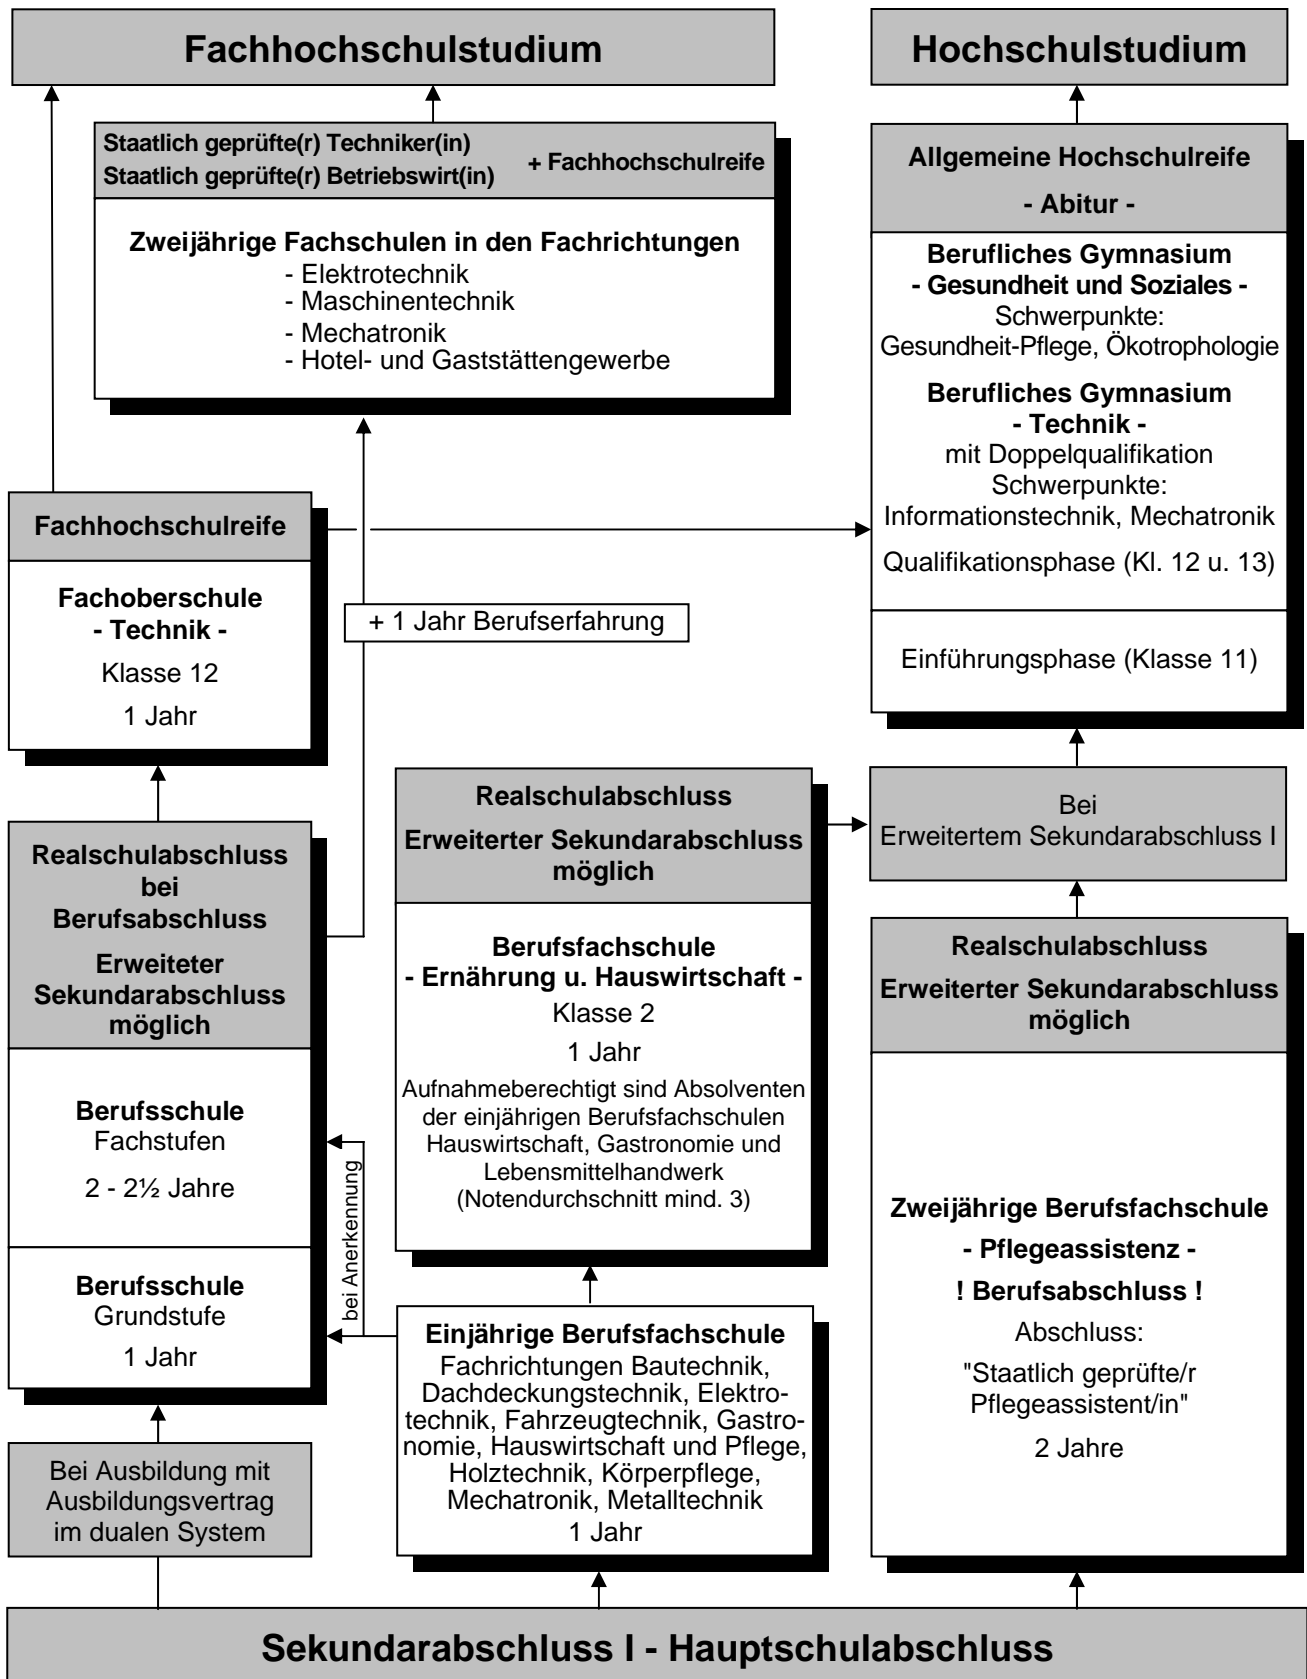 Fachhochschulstudium
Hochschulstudium
Staatlich geprüfte(r) Techniker(in)
Staatlich geprüfte(r) Betriebswirt(in)
+ Fachhochschulreife
Zweijährige Fachschulen in den Fachrichtungen
- Elektrotechnik
- Maschinentechnik
- Mechatronik
- Hotel- und Gaststättengewerbe
Allgemeine Hochschulreife
- Abitur -
Berufliches Gymnasium
- Gesundheit und Soziales -
Schwerpunkte:
Gesundheit-Pflege, Ökotrophologie
Berufliches Gymnasium
- Technik -
mit Doppelqualifikation
Schwerpunkte:
Informationstechnik, Mechatronik
Qualifikationsphase (Kl. 12 u. 13)
Einführungsphase (Klasse 11)
Fachhochschulreife
Fachoberschule
- Technik -
Klasse 12
1 Jahr
+ 1 Jahr Berufserfahrung
Realschulabschluss
bei
Berufsabschluss
Erweiteter
Sekundarabschluss
möglich
Berufsschule
Fachstufen
2 - 2½ Jahre
Berufsschule
Grundstufe
1 Jahr
bei Anerkennung
Realschulabschluss
Erweiterter Sekundarabschluss
möglich
Berufsfachschule
- Ernährung u. Hauswirtschaft -
Klasse 2
1 Jahr
Aufnahmeberechtigt sind Absolventen
der einjährigen Berufsfachschulen
Hauswirtschaft, Gastronomie und
Lebensmittelhandwerk
(Notendurchschnitt mind. 3)
Bei
Erweitertem Sekundarabschluss I
Realschulabschluss
Erweiterter Sekundarabschluss
möglich
Zweijährige Berufsfachschule
- Pflegeassistenz -
! Berufsabschluss !
Abschluss:
"Staatlich geprüfte/r
Pflegeassistent/in"
2 Jahre
Einjährige Berufsfachschule
Fachrichtungen Bautechnik,
Dachdeckungstechnik, Elektro-
technik, Fahrzeugtechnik, Gastro-
nomie, Hauswirtschaft und Pflege,
Holztechnik, Körperpflege,
Mechatronik, Metalltechnik
1 Jahr
Bei Ausbildung mit
Ausbildungsvertrag
im dualen System
Sekundarabschluss I - Hauptschulabschluss